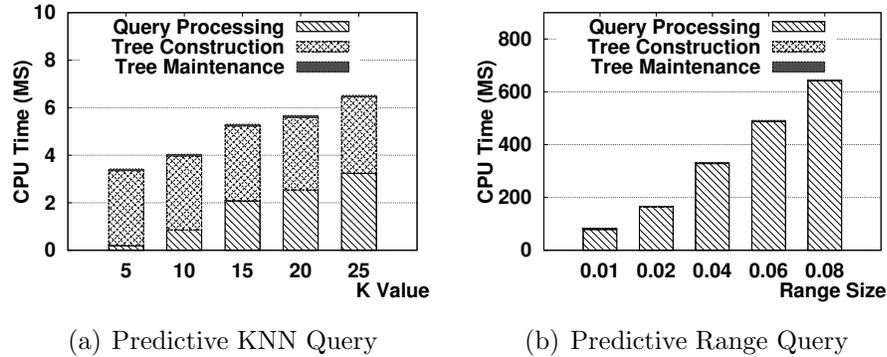 10
8
6
4
2
0
CPU Time (MS)
Query Processing
Tree Construction
Tree Maintenance
5 10 15 20 25
K Value
(a) Predictive KNN Query
800
600
400
200
0
CPU Time (MS)
Query Processing
Tree Construction
Tree Maintenance
0.01 0.02 0.04 0.06 0.08
Range Size
(b) Predictive Range Query